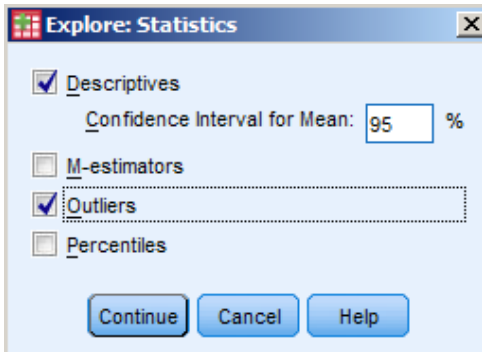 Explore: Statistics
Descriptives
Confidence Interval for Mean: 95 %
M-estimators
Outliers
Percentiles
Continue Cancel Help